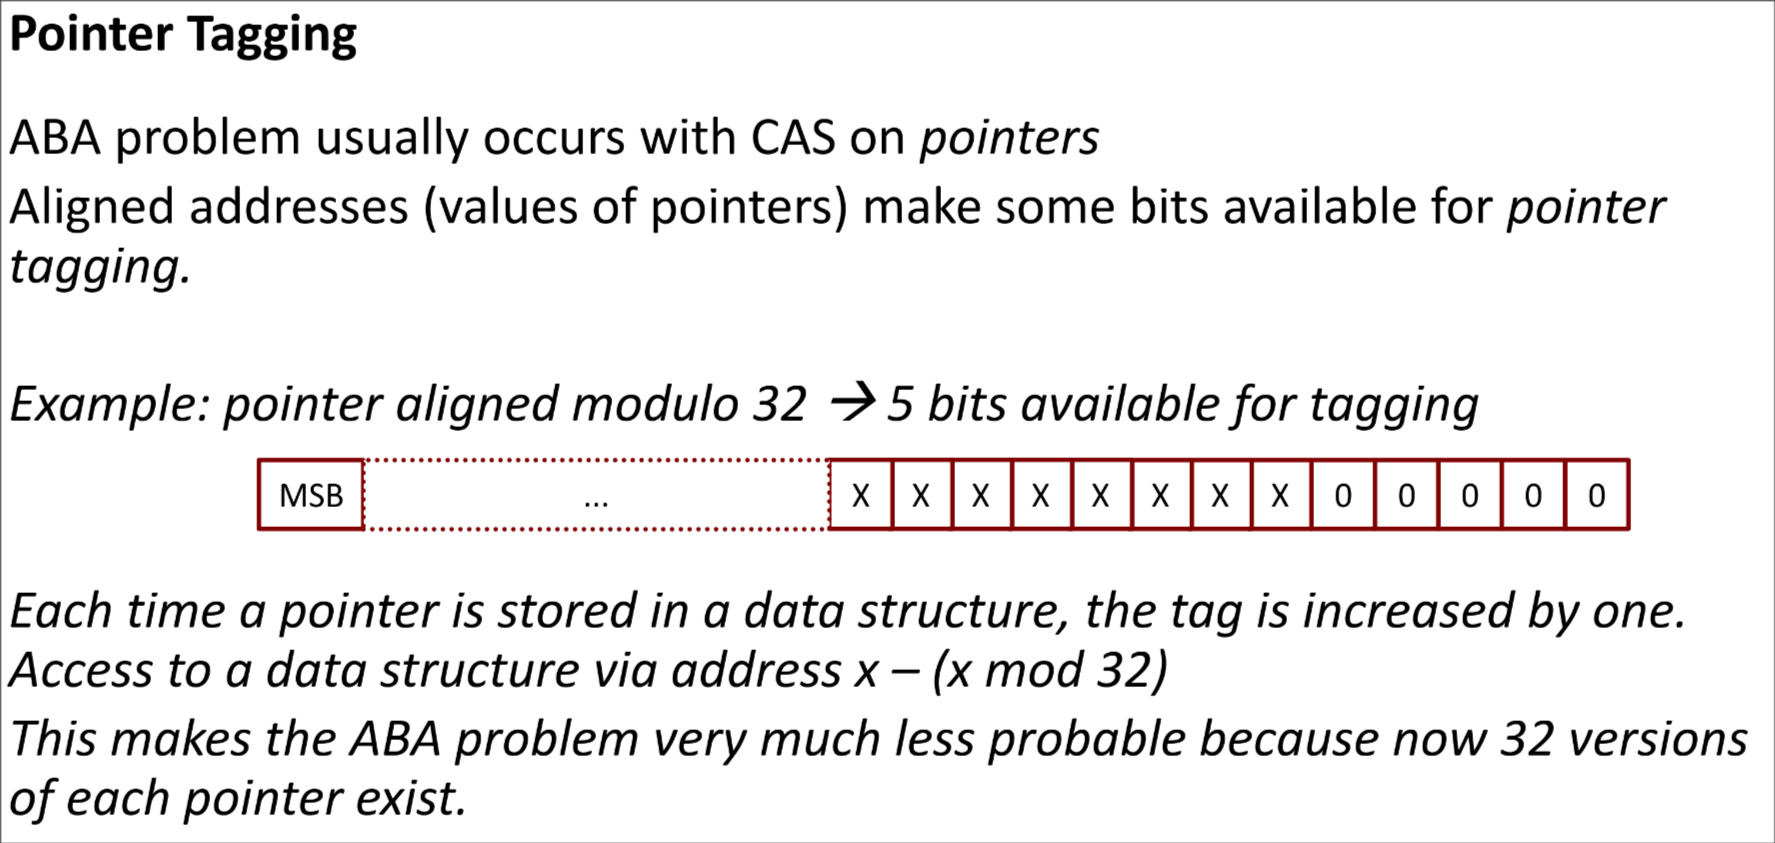 Pointer Tagging
ABA problem usually occurs with CAS on pointers
Aligned addresses (values of pointers) make some bits available for pointer
tagging.
Example: pointer aligned modulo 32 → 5 bits available for tagging
MSB ... X X X X X X X X 0 0 0 0 0
Each time a pointer is stored in a data structure, the tag is increased by one.
Access to a data structure via address x – (x mod 32)
This makes the ABA problem very much less probable because now 32 versions
of each pointer exist.